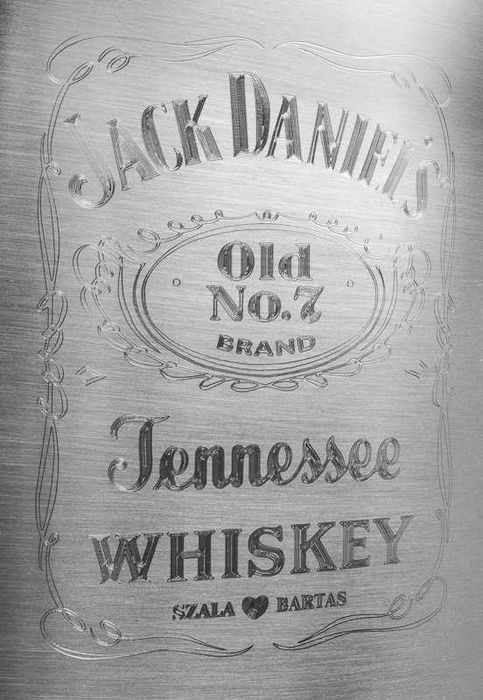 JACK DANIEL'S
Old
No.7
BRAND
Tennessee
WHISKEY
SZALA ♥ BARTAS